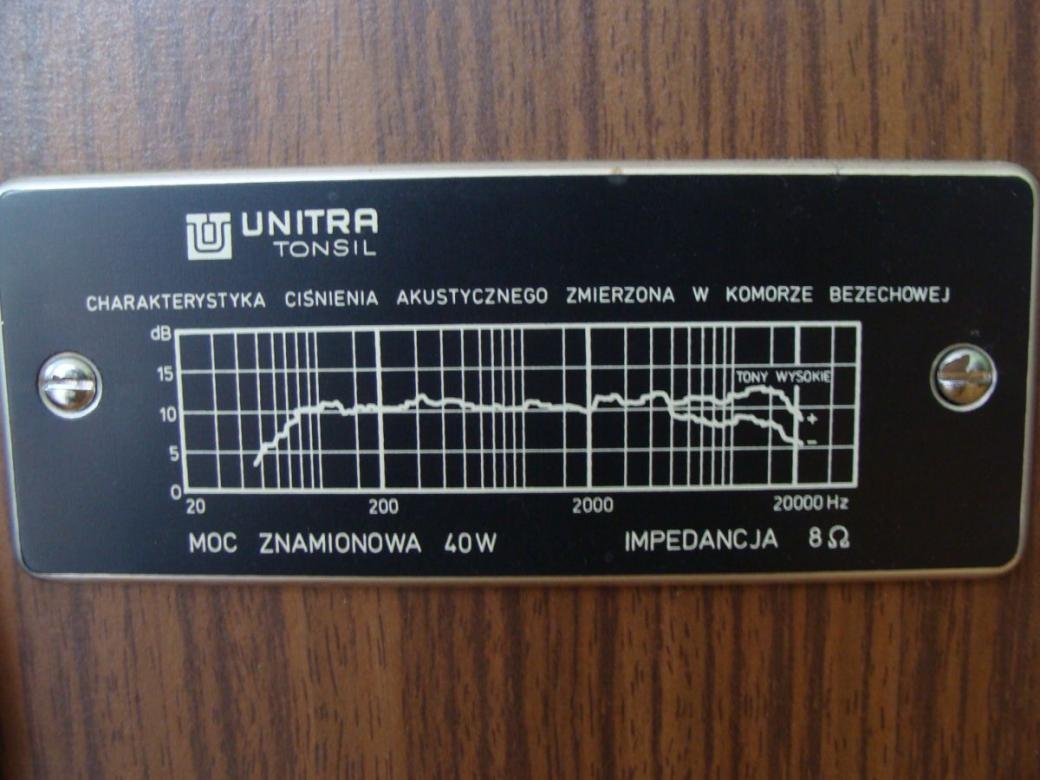 UNITRA
TONSIL
CHARAKTERYSTYKA CIŚNIENIA AKUSTYCZNEGO ZMIERZONA W KOMORZE BEZECHOWEJ
dB
15
TONY WYSOKIE
10
+
5
−
0
20 200 2000 20000 Hz
MOC ZNAMIONOWA 40W IMPEDANCJA 8Ω